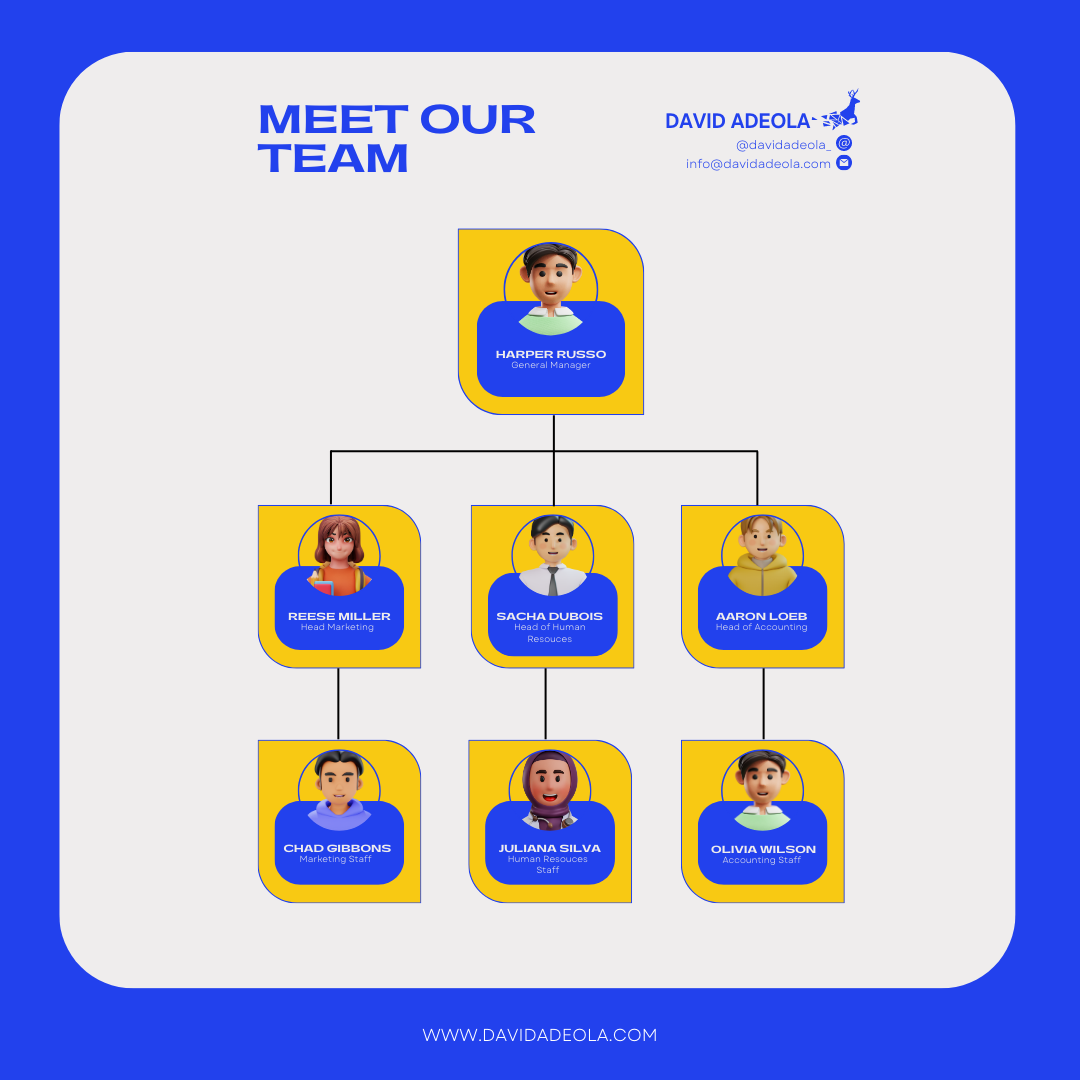 MEET OUR
TEAM
DAVID ADEOLA
@davidadeola_
@
info@davidadeola.com
HARPER RUSSO
General Manager
REESE MILLER
Head Marketing
SACHA DUBOIS
Head of Human
Resouces
AARON LOEB
Head of Accounting
CHAD GIBBONS
Marketing Staff
JULIANA SILVA
Human Resouces
Staff
OLIVIA WILSON
Accounting Staff
WWW.DAVIDADEOLA.COM